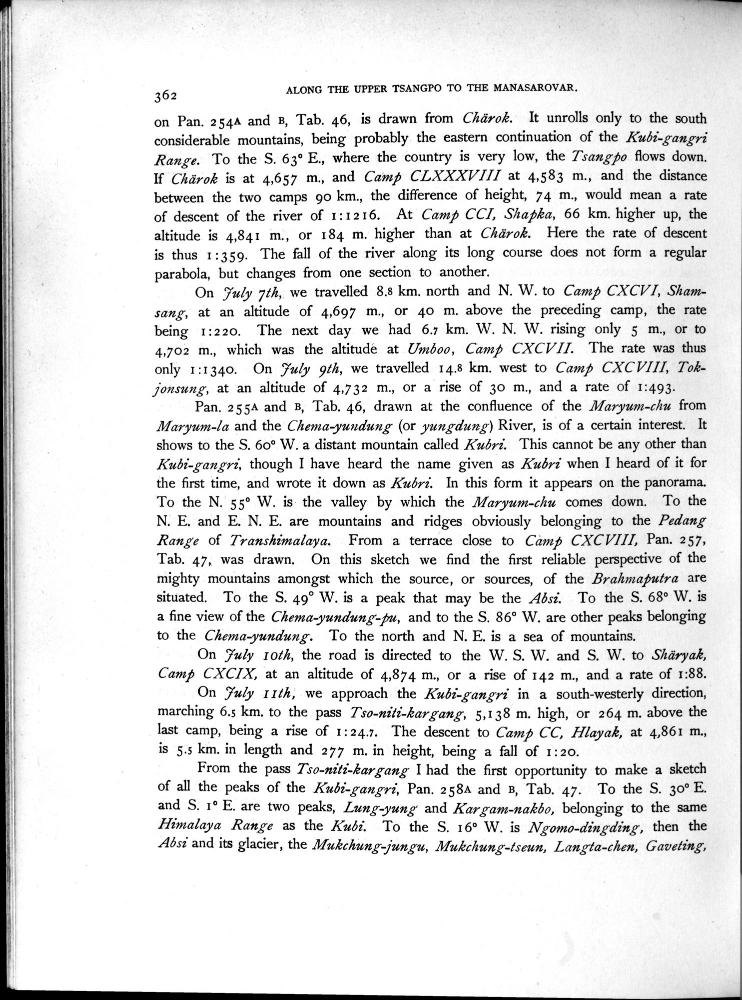 362
ALONG THE UPPER TSANGPO TO THE MANASAROVAR.
on Pan. 254A and B, Tab. 46, is drawn from Chärok. It unrolls only to the south
considerable mountains, being probably the eastern continuation of the Kubi-gangri
Range. To the S. 63° E., where the country is very low, the Tsangpo flows down.
If Chärok is at 4,657 m., and Camp CLXXXVIII at 4,583 m., and the distance
between the two camps 90 km., the difference of height, 74 m., would mean a rate
of descent of the river of 1:1216. At Camp CCI, Shapka, 66 km. higher up, the
altitude is 4,841 m., or 184 m. higher than at Chärok. Here the rate of descent
is thus 1:359. The fall of the river along its long course does not form a regular
parabola, but changes from one section to another.
On July 7th, we travelled 8.8 km. north and N. W. to Camp CXCVI, Sham-
sang, at an altitude of 4,697 m., or 40 m. above the preceding camp, the rate
being 1:220. The next day we had 6.7 km. W. N. W. rising only 5 m., or to
4,702 m., which was the altitude at Umboo, Camp CXCVII. The rate was thus
only 1:1340. On July 9th, we travelled 14.8 km. west to Camp CXCVIII, Tok-
jonsung, at an altitude of 4,732 m., or a rise of 30 m., and a rate of 1:493.
Pan. 255A and B, Tab. 46, drawn at the confluence of the Maryum-chu from
Maryum-la and the Chema-yundung (or yungdung) River, is of a certain interest. It
shows to the S. 60° W. a distant mountain called Kubri. This cannot be any other than
Kubi-gangri, though I have heard the name given as Kubri when I heard of it for
the first time, and wrote it down as Kubri. In this form it appears on the panorama.
To the N. 55° W. is the valley by which the Maryum-chu comes down. To the
N. E. and E. N. E. are mountains and ridges obviously belonging to the Pedang
Range of Transhimalaya. From a terrace close to Camp CXCVIII, Pan. 257,
Tab. 47, was drawn. On this sketch we find the first reliable perspective of the
mighty mountains amongst which the source, or sources, of the Brahmaputra are
situated. To the S. 49° W. is a peak that may be the Absi. To the S. 68° W. is
a fine view of the Chema-yundung-pu, and to the S. 86° W. are other peaks belonging
to the Chema-yundung. To the north and N. E. is a sea of mountains.
On July 10th, the road is directed to the W. S. W. and S. W. to Shäryak,
Camp CXCIX, at an altitude of 4,874 m., or a rise of 142 m., and a rate of 1:88.
On July 11th, we approach the Kubi-gangri in a south-westerly direction,
marching 6.5 km. to the pass Tso-niti-kargang, 5,138 m. high, or 264 m. above the
last camp, being a rise of 1:24.7. The descent to Camp CC, Hlayak, at 4,861 m.,
is 5.5 km. in length and 277 m. in height, being a fall of 1:20.
From the pass Tso-niti-kargang I had the first opportunity to make a sketch
of all the peaks of the Kubi-gangri, Pan. 258A and B, Tab. 47. To the S. 30° E.
and S. 1° E. are two peaks, Lung-yung and Kargam-nakbo, belonging to the same
Himalaya Range as the Kubi. To the S. 16° W. is Ngomo-dingding, then the
Absi and its glacier, the Mukchung-jungu, Mukchung-tseun, Langta-chen, Gaveting,